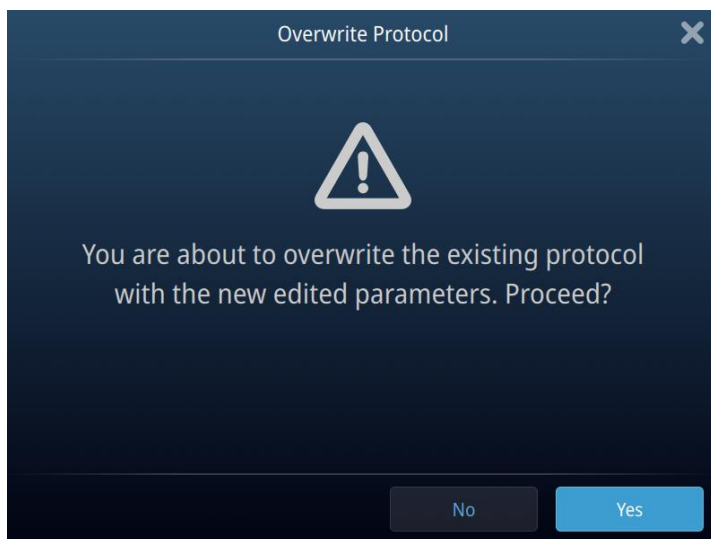 Overwrite Protocol
You are about to overwrite the existing protocol
with the new edited parameters. Proceed?
No
Yes